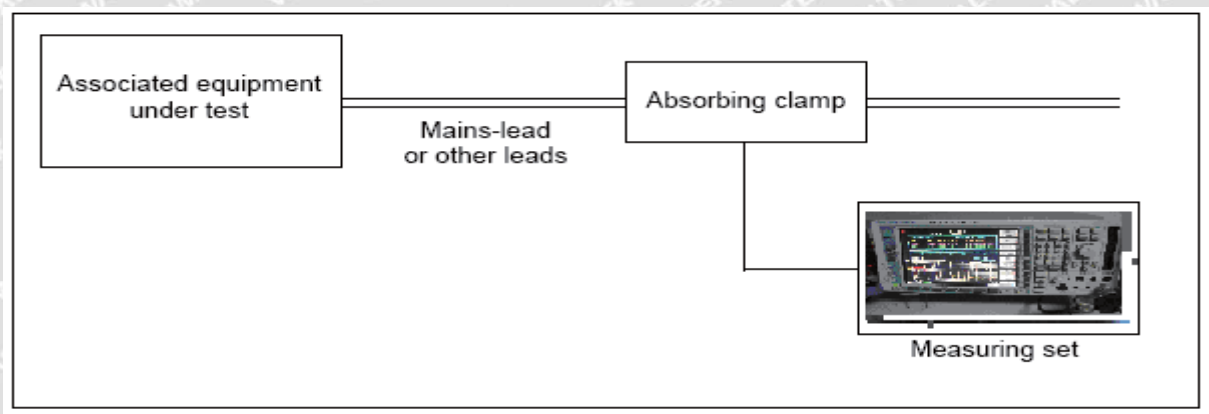 Associated equipment
under test
Mains-lead
or other leads
Absorbing clamp
Measuring set